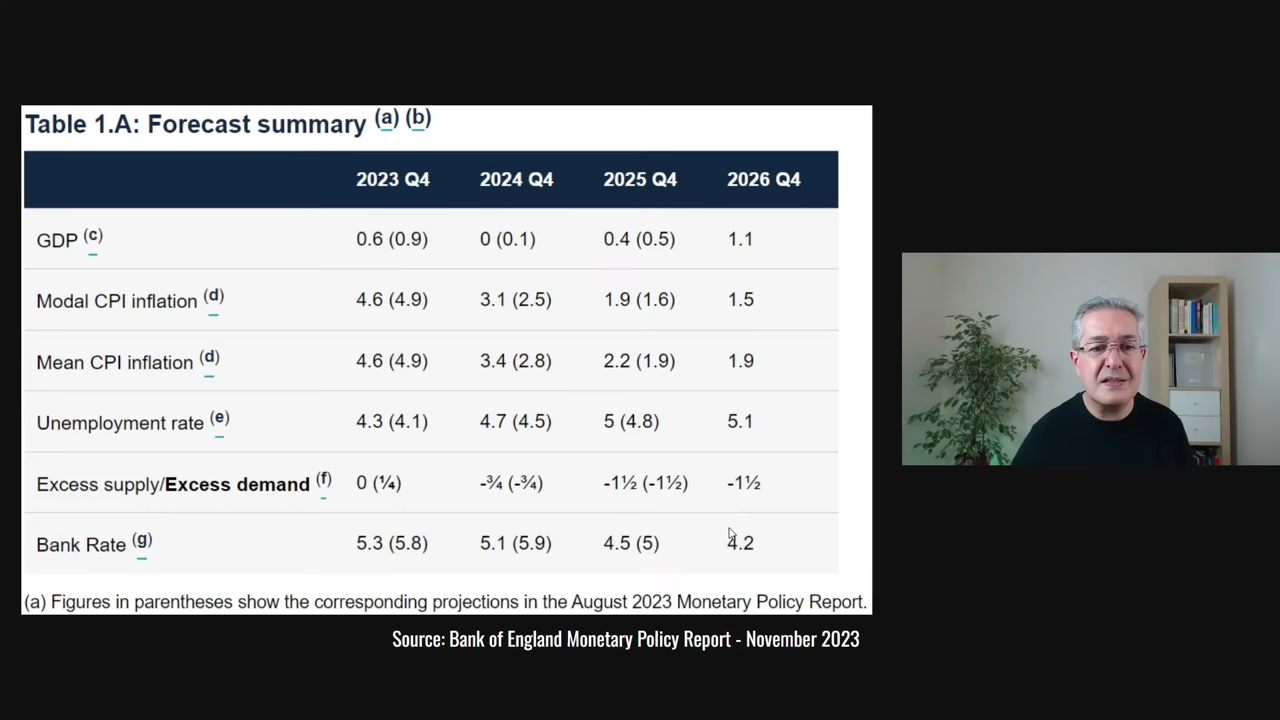 Table 1.A: Forecast summary (a) (b)
2023 Q4 2024 Q4 2025 Q4 2026 Q4
GDP (c) 0.6 (0.9) 0 (0.1) 0.4 (0.5) 1.1
Modal CPI inflation (d) 4.6 (4.9) 3.1 (2.5) 1.9 (1.6) 1.5
Mean CPI inflation (d) 4.6 (4.9) 3.4 (2.8) 2.2 (1.9) 1.9
Unemployment rate (e) 4.3 (4.1) 4.7 (4.5) 5 (4.8) 5.1
Excess supply/Excess demand (f) 0 (¼) -¾ (-¾) -1½ (-1½) -1½
Bank Rate (g) 5.3 (5.8) 5.1 (5.9) 4.5 (5) 4.2
(a) Figures in parentheses show the corresponding projections in the August 2023 Monetary Policy Report.
Source: Bank of England Monetary Policy Report - November 2023